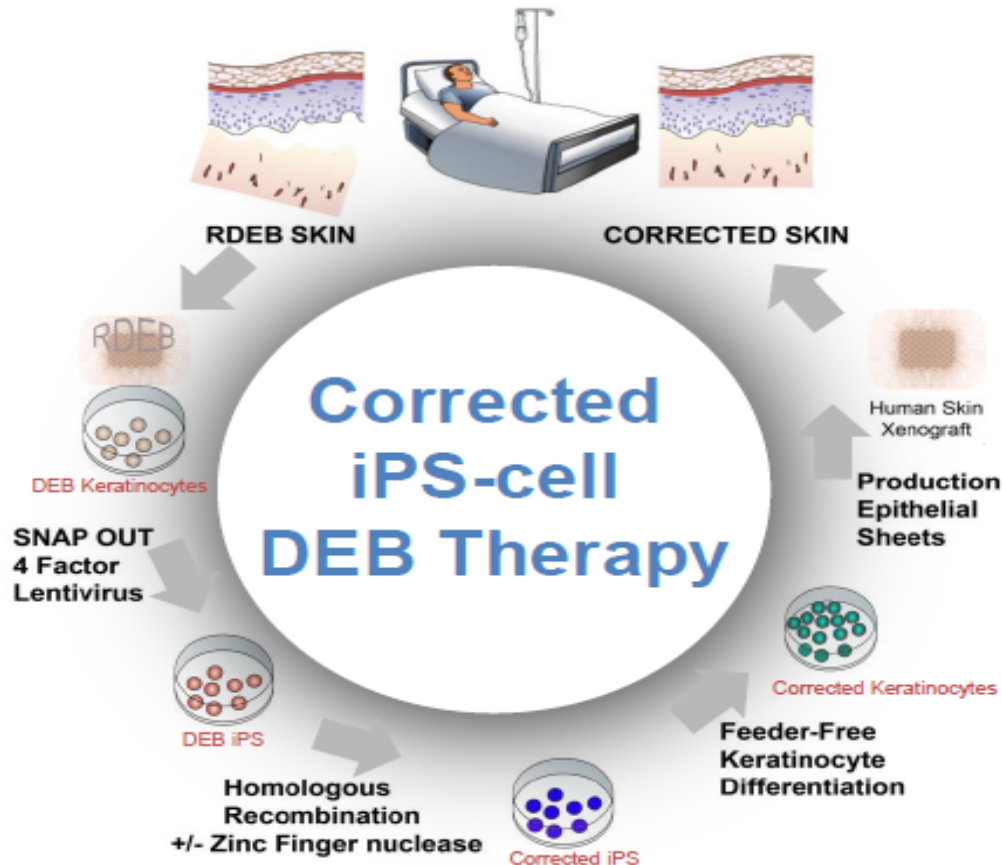 RDEB SKIN
CORRECTED SKIN
RDEB
DEB Keratinocytes
SNAP OUT
4 Factor
Lentivirus
DEB iPS
Homologous
Recombination
+/- Zinc Finger nuclease
Corrected iPS
Feeder-Free
Keratinocyte
Differentiation
Corrected Keratinocytes
Production
Epithelial
Sheets
Human Skin
Xenograft
Corrected
iPS-cell
DEB Therapy